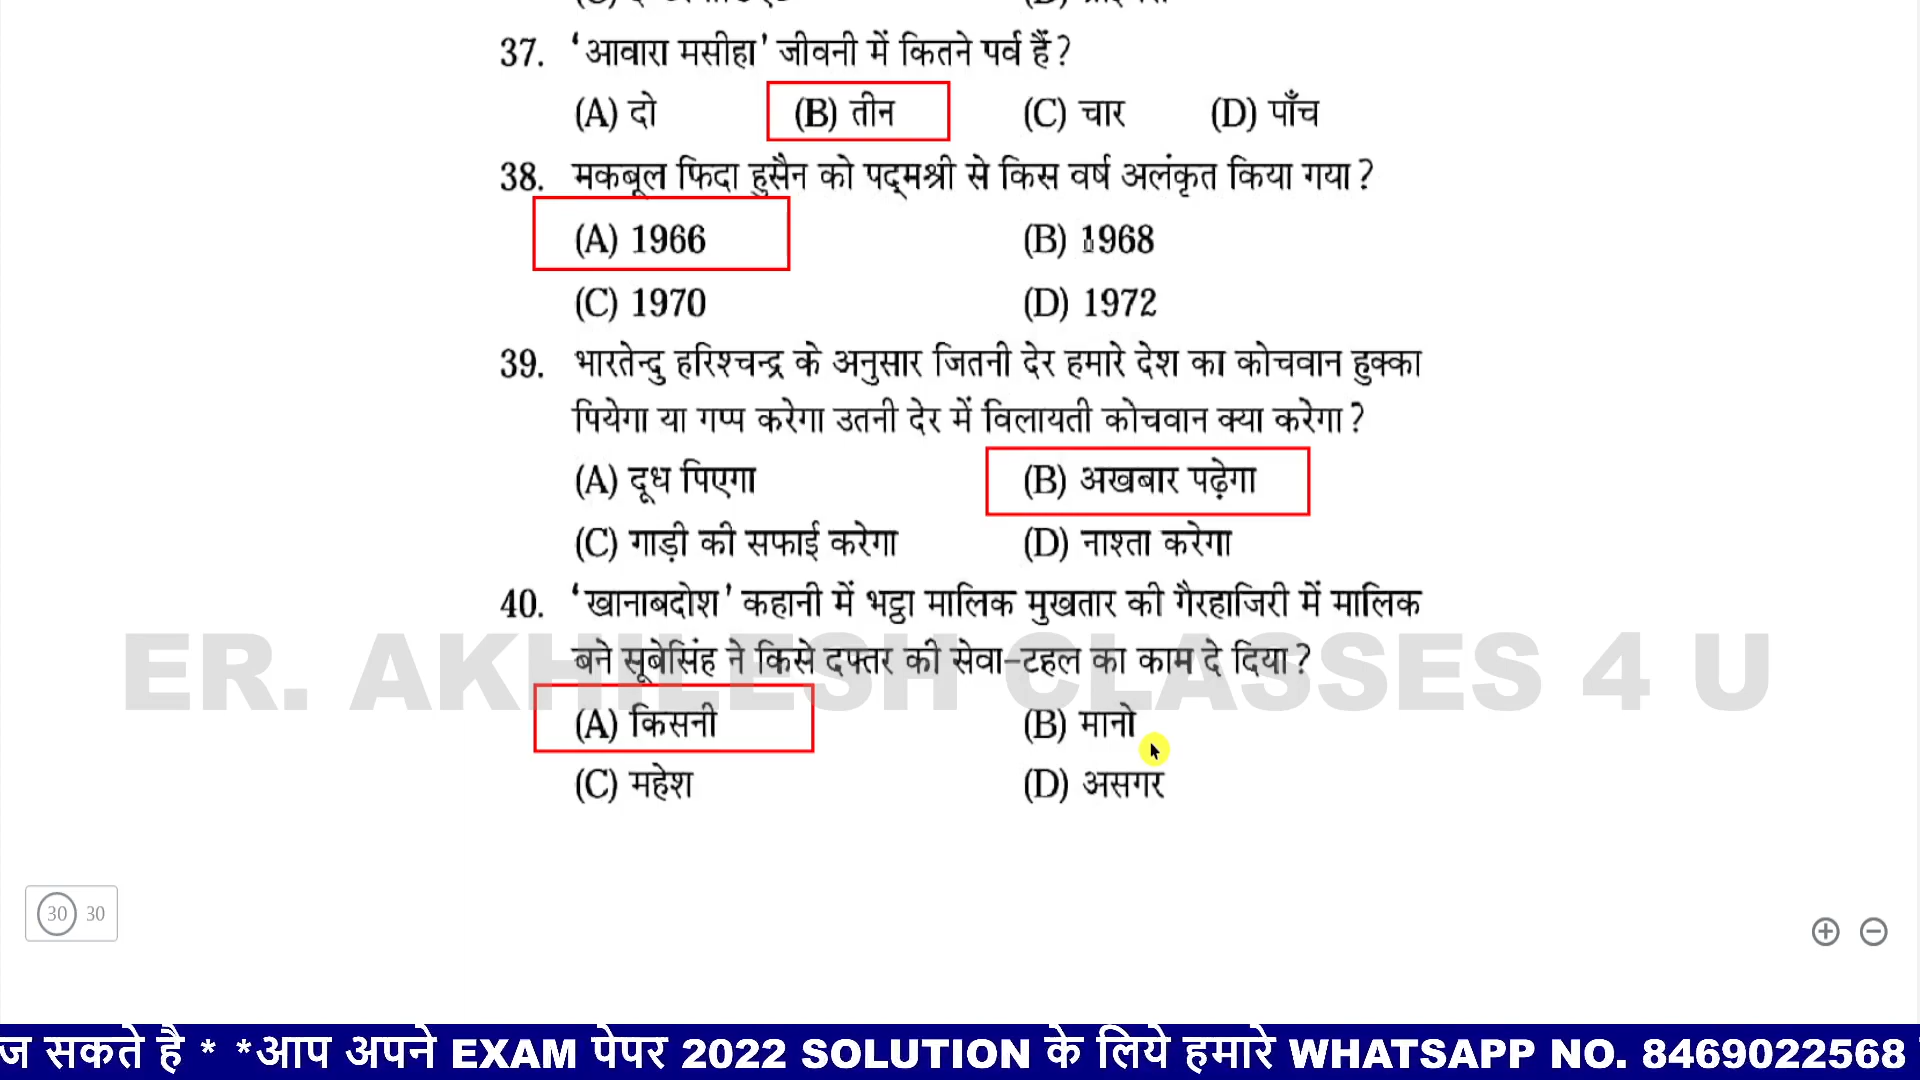 37. ‘आवारा मसीहा’ जीवनी में कितने पर्व हैं?
(A) दो (B) तीन (C) चार (D) पाँच
38. मकबूल फिदा हुसैन को पद्मश्री से किस वर्ष अलंकृत किया गया?
(A) 1966 (B) 1968
(C) 1970 (D) 1972
39. भारतेन्दु हरिश्चन्द्र के अनुसार जितनी देर हमारे देश का कोचवान हुक्का
पियेगा या गप्प करेगा उतनी देर में विलायती कोचवान क्या करेगा?
(A) दूध पिएगा (B) अखबार पढ़ेगा
(C) गाड़ी की सफाई करेगा (D) नाश्ता करेगा
40. ‘खानाबदोश’ कहानी में भट्ठा मालिक मुखतार की गैरहाजिरी में मालिक
बने सूबेसिंह ने किसे दफ्तर की सेवा-टहल का काम दे दिया?
ER. AKHILESH CLASSES 4 U
(A) किसनी (B) मानो
(C) महेश (D) असगर
30 30
ज सकते है * *आप अपने EXAM पेपर 2022 SOLUTION के लिये हमारे WHATSAPP NO. 8469022568